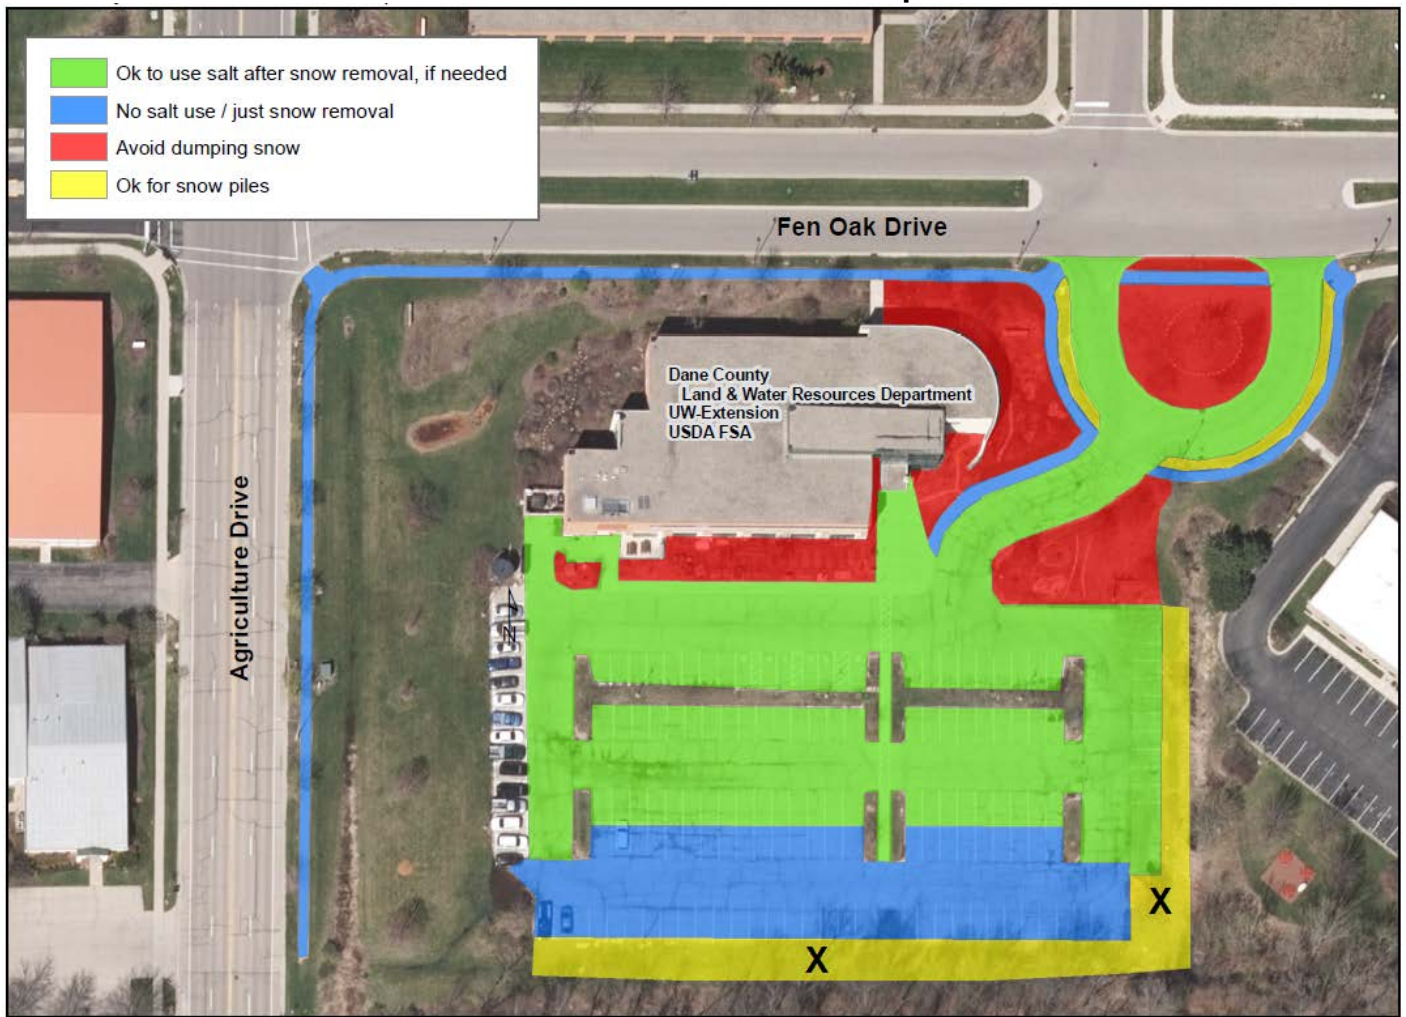 Ok to use salt after snow removal, if needed
No salt use / just snow removal
Avoid dumping snow
Ok for snow piles
Fen Oak Drive
Dane County
Land & Water Resources Department
UW-Extension
USDA FSA
Agriculture Drive
N
X
X